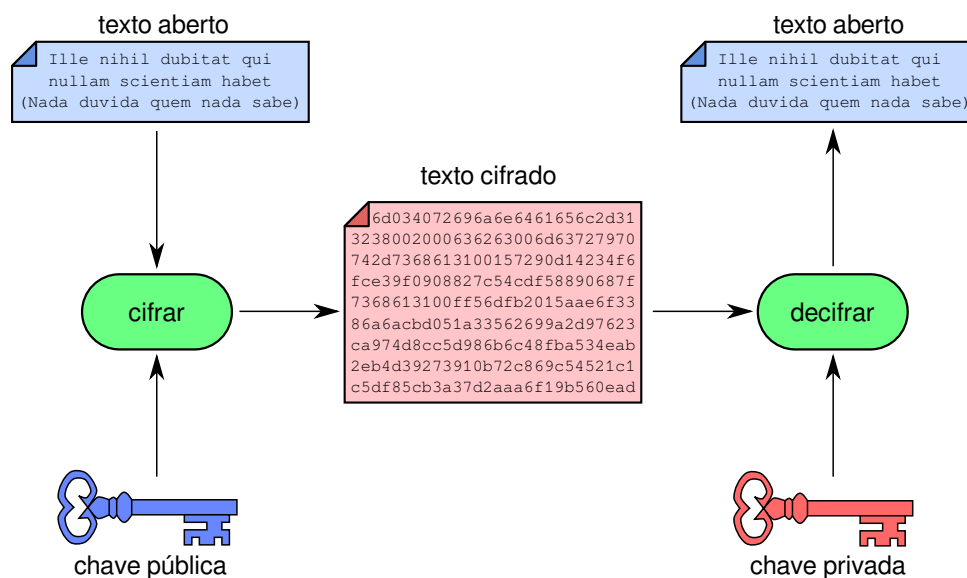 texto aberto
Ille nihil dubitat qui
nullam scientiam habet
(Nada duvida quem nada sabe)
texto aberto
Ille nihil dubitat qui
nullam scientiam habet
(Nada duvida quem nada sabe)
texto cifrado
6d034072696a6e6461656c2d31
3238002000636263006d63727970
742d7368613100157290d14234f6
fce39f0908827c54cdf58890687f
7368613100ff56dfb2015aae6f33
86a6acbd051a33562699a2d97623
ca974d8cc5d986b6c48fba534eab
2eb4d39273910b72c869c54521c1
c5df85cb3a37d2aaa6f19b560ead
cifrar
decifrar
chave pública
chave privada